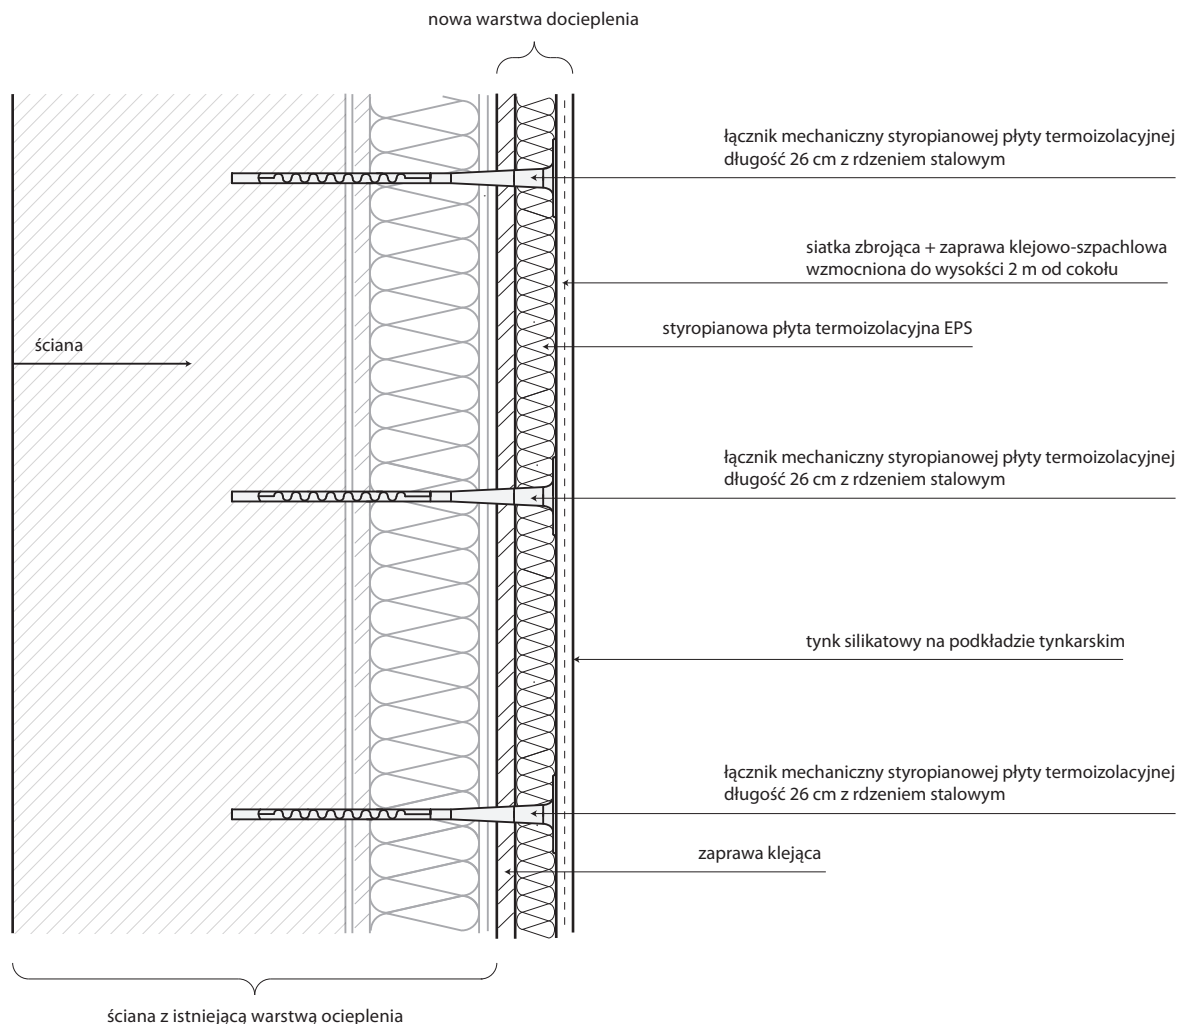 nowa warstwa docieplenia
łącznik mechaniczny styropianowej płyty termoizolacyjnej
długość 26 cm z rdzeniem stalowym
siatka zbrojąca + zaprawa klejowo-szpachlowa
wzmocniona do wysokści 2 m od cokołu
styropianowa płyta termoizolacyjna EPS
ściana
łącznik mechaniczny styropianowej płyty termoizolacyjnej
długość 26 cm z rdzeniem stalowym
tynk silikatowy na podkładzie tynkarskim
łącznik mechaniczny styropianowej płyty termoizolacyjnej
długość 26 cm z rdzeniem stalowym
zaprawa klejąca
ściana z istniejącą warstwą ocieplenia